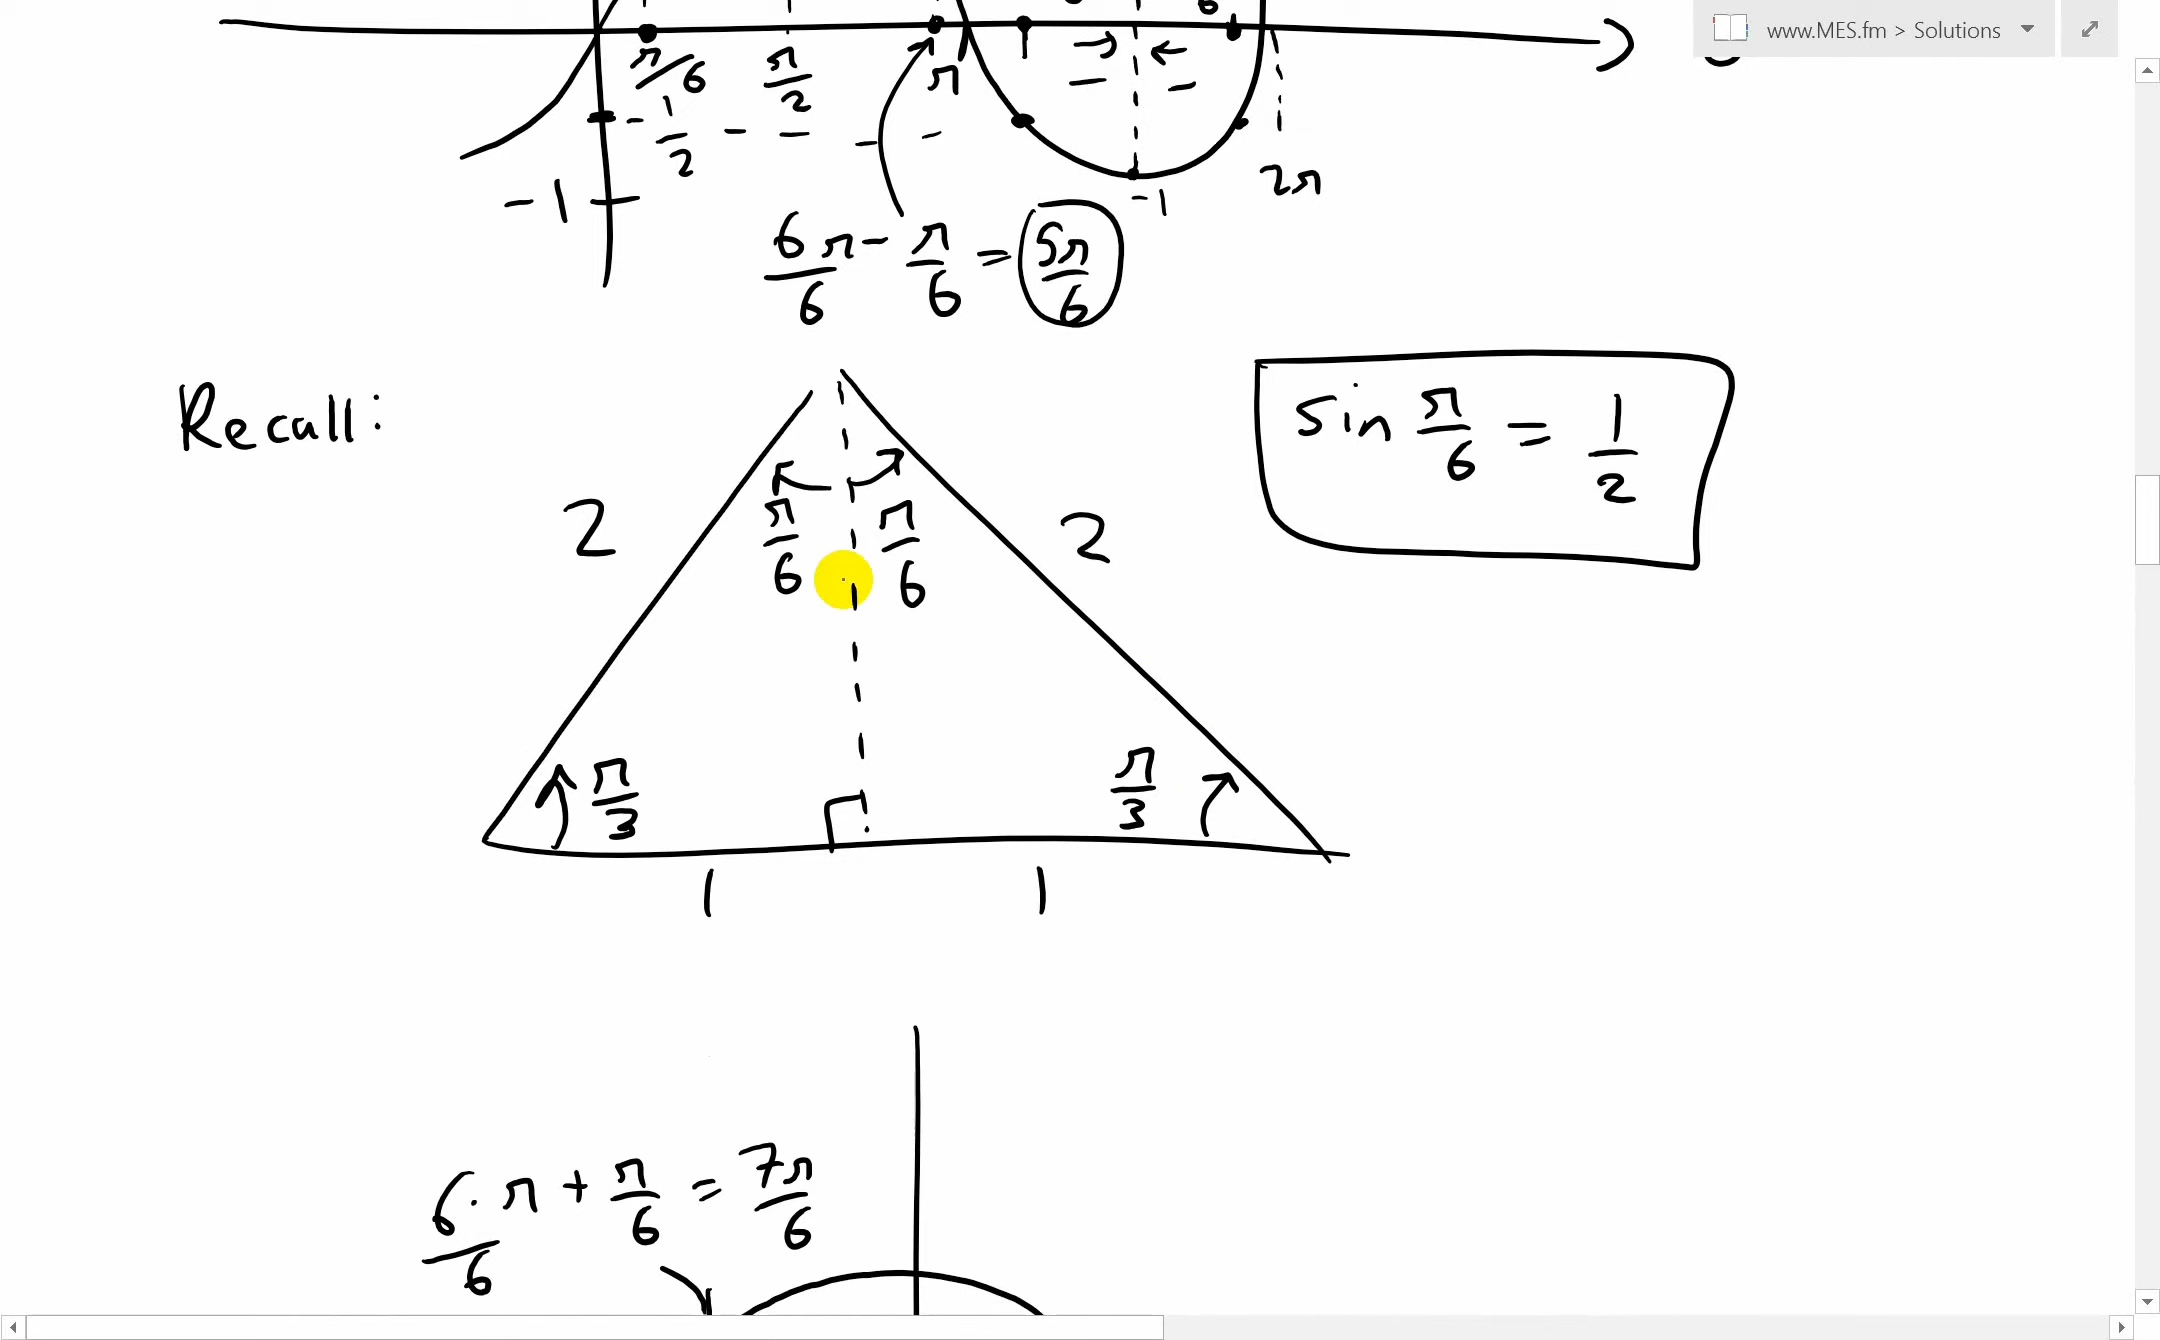 www.MES.fm > Solutions
π/6 π/2 π
-1/2
2π
-1 -1
6π/6 - π/6 = 5π/6
Recall:
sin π/6 = 1/2
2 π/6 π/6 2
π/3 π/3
1 1
6/6 · π + π/6 = 7π/6